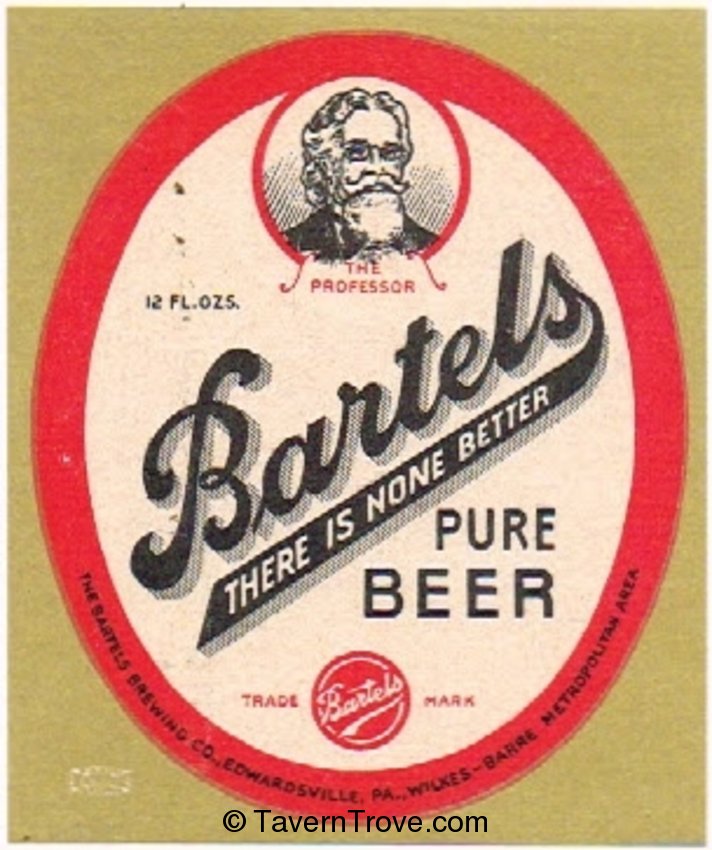 THE
PROFESSOR
12 FL. OZS.
Bartels
THERE IS NONE BETTER
PURE
BEER
TRADE Bartels MARK
THE BARTELS BREWING CO., EDWARDSVILLE, PA., WILKES-BARRE METROPOLITAN AREA
© TavernTrove.com